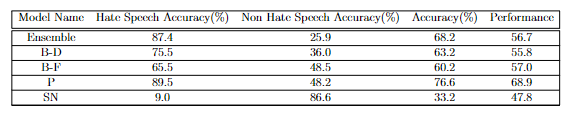 Model Name Hate Speech Accuracy(%) Non Hate Speech Accuracy(%) Accuracy(%) Performance
Ensemble 87.4 25.9 68.2 56.7
B-D 75.5 36.0 63.2 55.8
B-F 65.5 48.5 60.2 57.0
P 89.5 48.2 76.6 68.9
SN 9.0 86.6 33.2 47.8